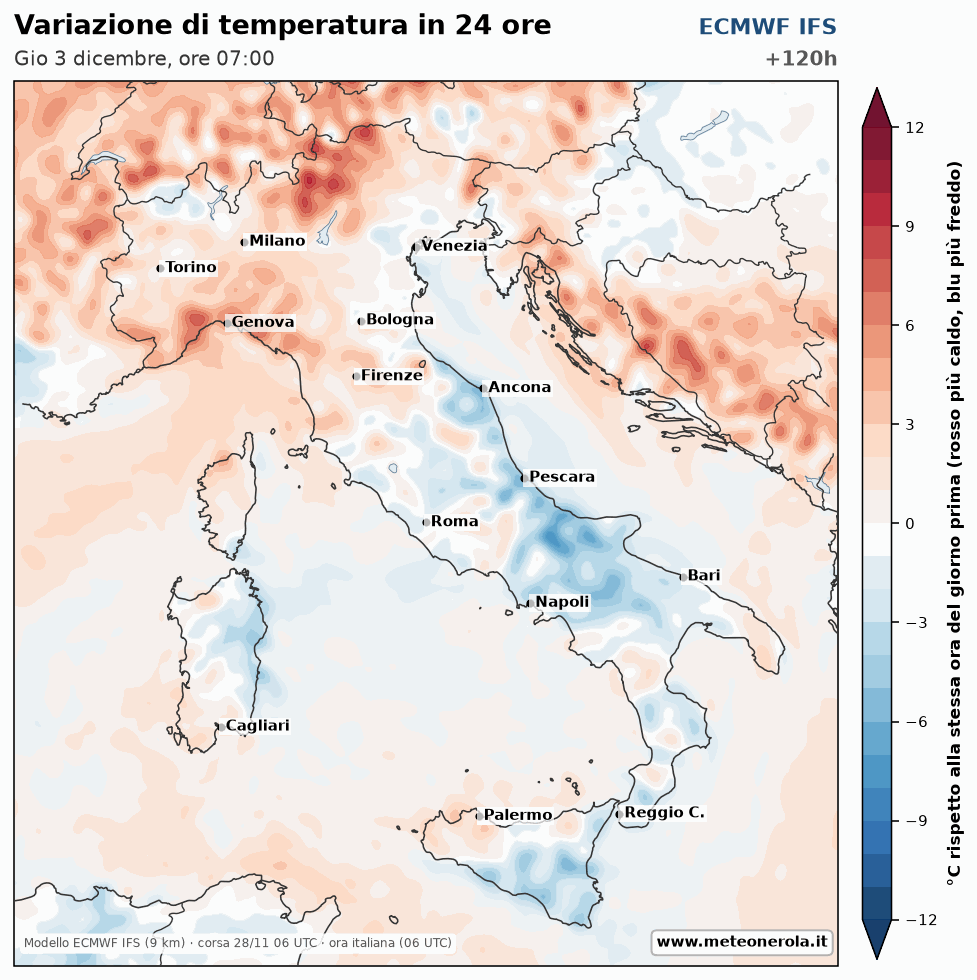 Variazione di temperatura in 24 ore
ECMWF IFS
Gio 3 dicembre, ore 07:00
+120h
Milano
Venezia
Torino
Genova
Bologna
Firenze
Ancona
Pescara
Roma
Bari
Napoli
Cagliari
Palermo
Reggio C.
12
9
6
3
0
−3
−6
−9
−12
°C rispetto alla stessa ora del giorno prima (rosso più caldo, blu più freddo)
Modello ECMWF IFS (9 km) · corsa 28/11 06 UTC · ora italiana (06 UTC)
www.meteonerola.it